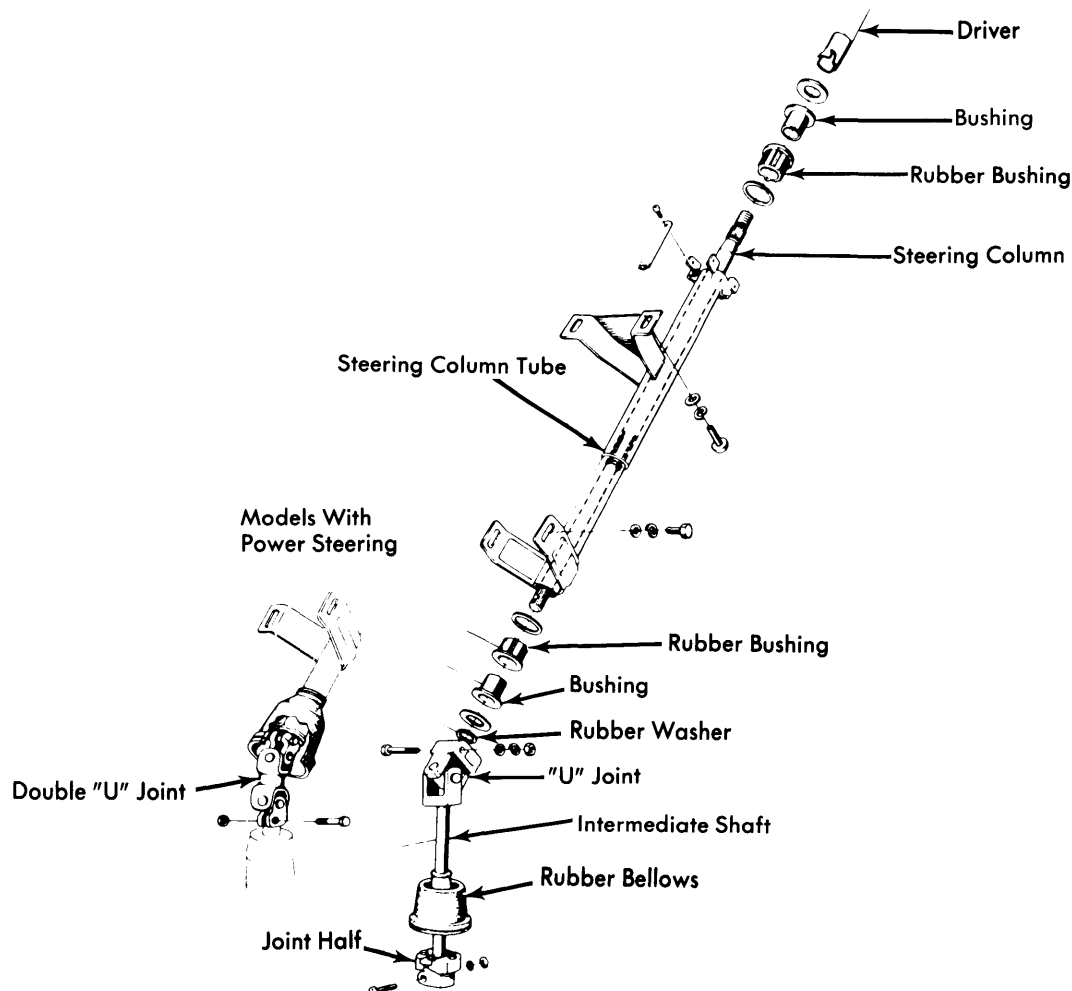 Driver
Bushing
Rubber Bushing
Steering Column
Steering Column Tube
Models With
Power Steering
Rubber Bushing
Bushing
Rubber Washer
"U" Joint
Double "U" Joint
Intermediate Shaft
Rubber Bellows
Joint Half